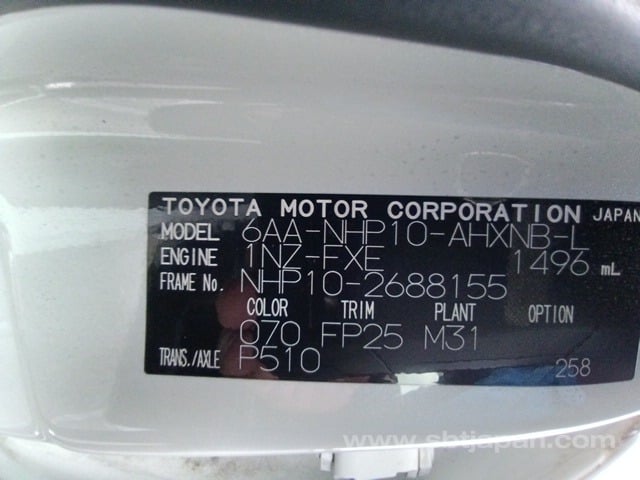 TOYOTA MOTOR CORPORATION JAPAN
MODEL 6AA-NHP10-AHXNB-L
ENGINE 1NZ-FXE 1496 mL
FRAME No. NHP10-2688155
COLOR TRIM PLANT OPTION
070 FP25 M31
TRANS./AXLE P510 258
www.sbtjapan.com